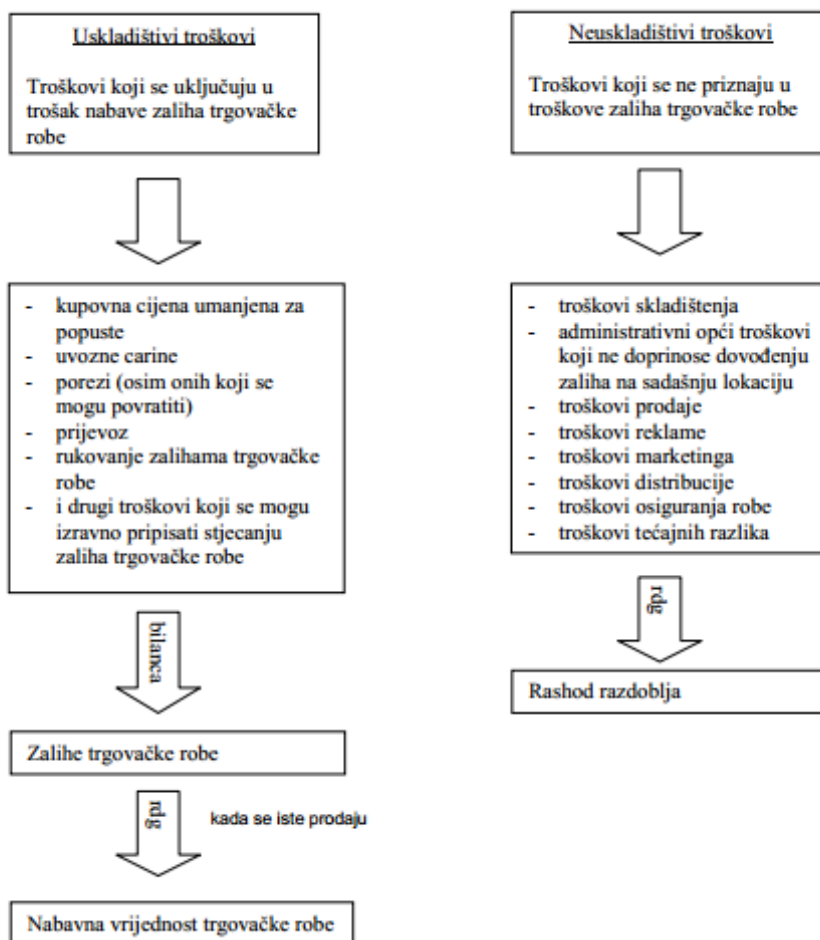 Uskladištivi troškovi
Troškovi koji se uključuju u
trošak nabave zaliha trgovačke
robe
- kupovna cijena umanjena za
popuste
- uvozne carine
- porezi (osim onih koji se
mogu povratiti)
- prijevoz
- rukovanje zalihama trgovačke
robe
- i drugi troškovi koji se mogu
izravno pripisati stjecanju
zaliha trgovačke robe
bilanca
Zalihe trgovačke robe
rdg
kada se iste prodaju
Nabavna vrijednost trgovačke robe
Neuskladištivi troškovi
Troškovi koji se ne priznaju u
troškove zaliha trgovačke robe
- troškovi skladištenja
- administrativni opći troškovi
koji ne doprinose dovođenju
zaliha na sadašnju lokaciju
- troškovi prodaje
- troškovi reklame
- troškovi marketinga
- troškovi distribucije
- troškovi osiguranja robe
- troškovi tećajnih razlika
rdg
Rashod razdoblja